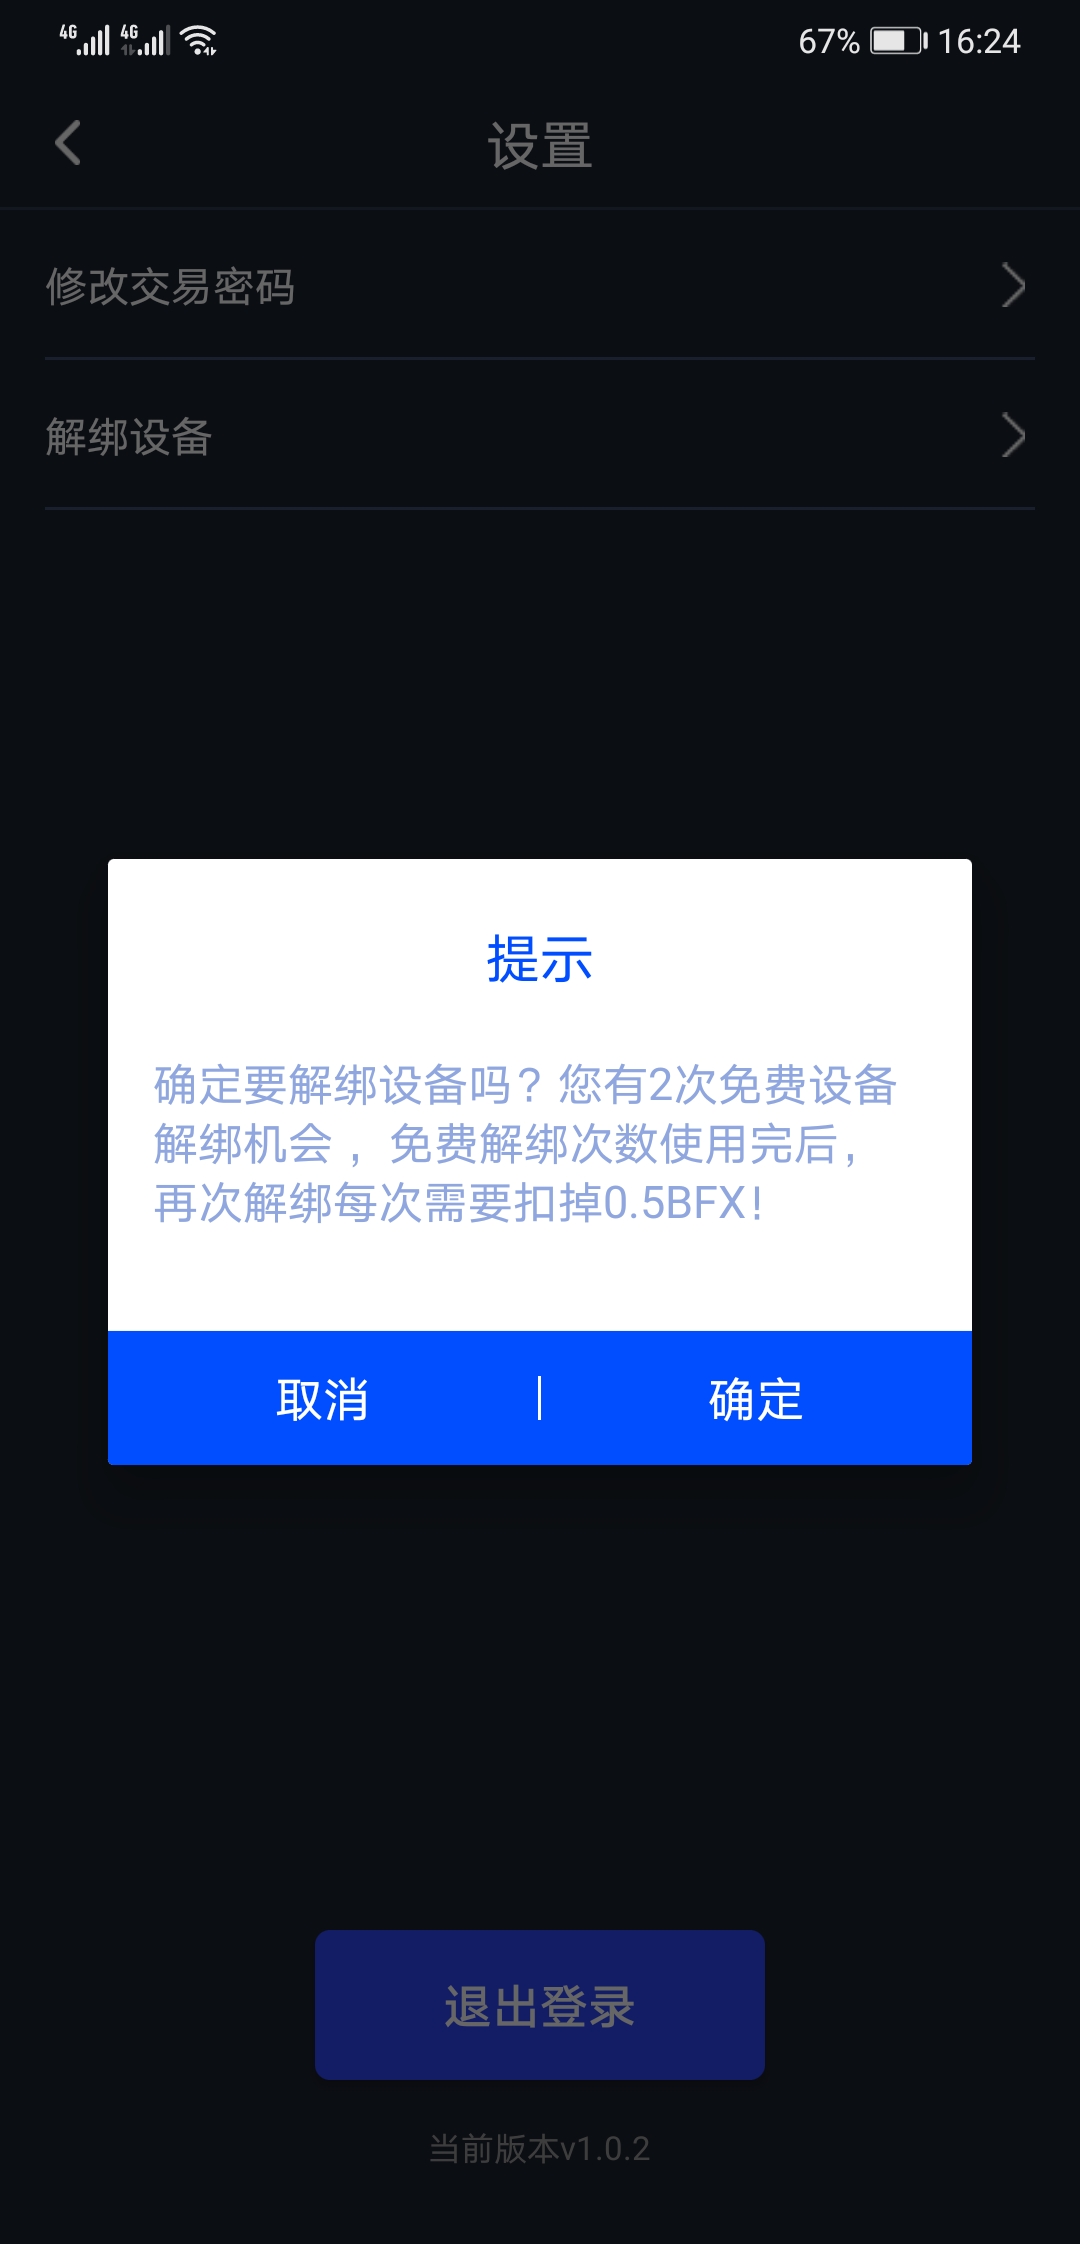 4G 4G 67% 16:24
设置
修改交易密码
解绑设备
提示
确定要解绑设备吗？您有2次免费设备
解绑机会 ，免费解绑次数使用完后，
再次解绑每次需要扣掉0.5BFX！
取消 | 确定
退出登录
当前版本v1.0.2